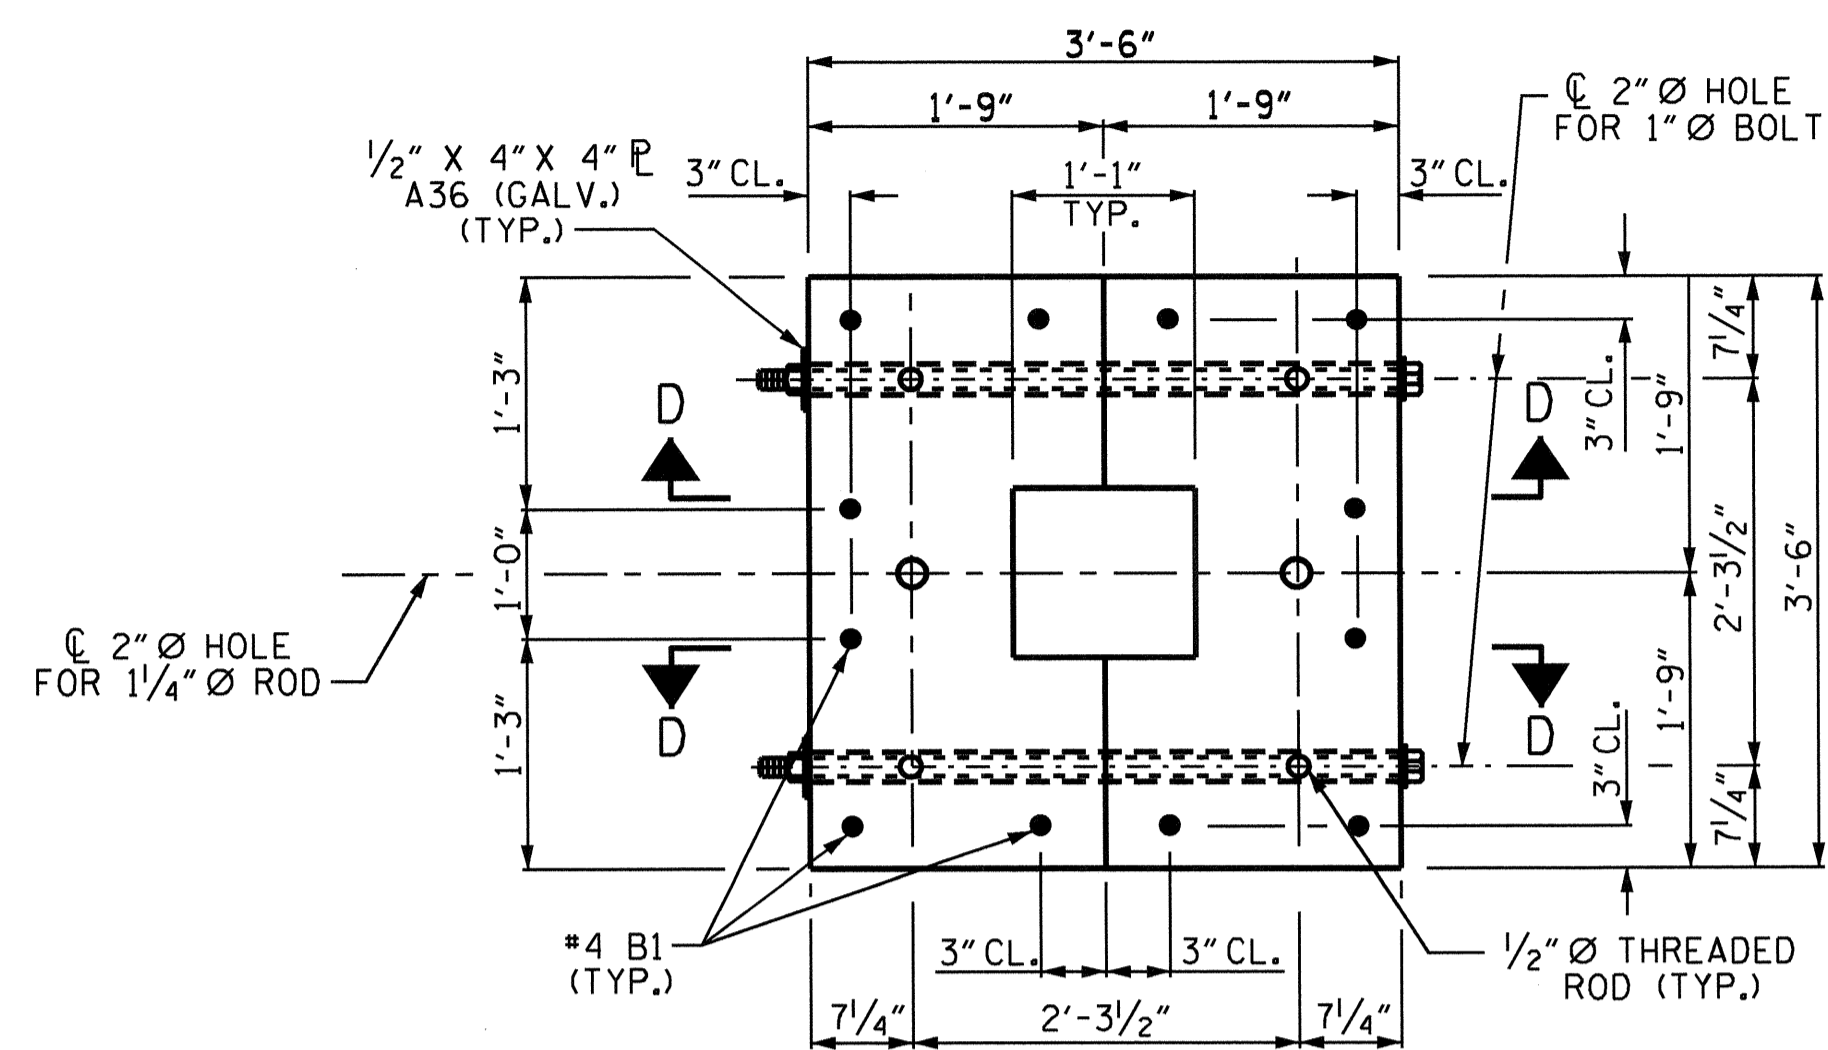 3'-6"
1'-9"
1'-9"
℄ 2" Ø HOLE
FOR 1" Ø BOLT
1/2" X 4" X 4" ⅊
A36 (GALV.)
(TYP.)
3" CL.
1'-1"
TYP.
3" CL.
1'-3"
1'-0"
1'-3"
D
D
D
D
℄ 2" Ø HOLE
FOR 1 1/4" Ø ROD
3" CL.
3" CL.
1'-9"
1'-9"
7 1/4"
2'-3 1/2"
7 1/4"
3'-6"
#4 B1
(TYP.)
3" CL.
3" CL.
1/2" Ø THREADED
ROD (TYP.)
7 1/4"
2'-3 1/2"
7 1/4"